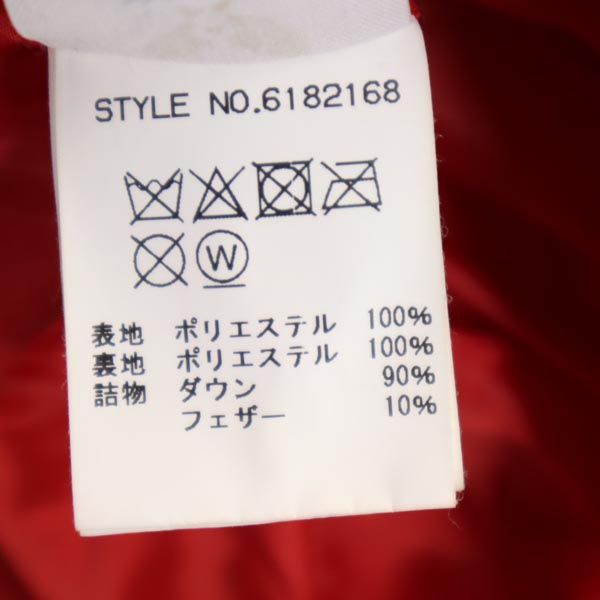 STYLE NO.6182168
W
表地 ポリエステル 100%
裏地 ポリエステル 100%
詰物 ダウン 90%
フェザー 10%